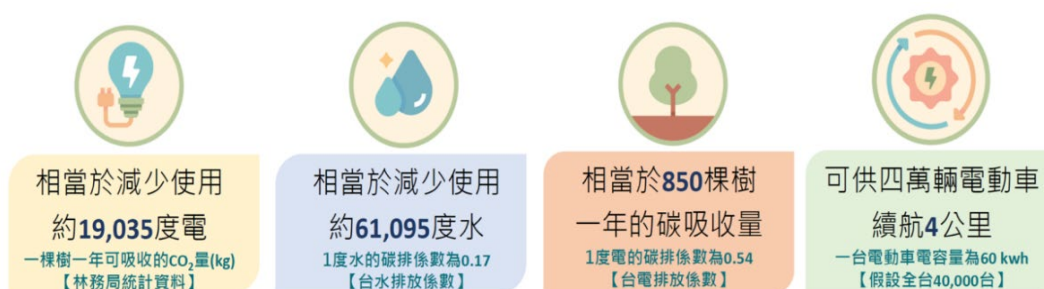 相當於減少使用
約19,035度電
一棵樹一年可吸收的CO₂量(kg)
【林務局統計資料】
相當於減少使用
約61,095度水
1度水的碳排係數為0.17
【台水排放係數】
相當於850棵樹
一年的碳吸收量
1度電的碳排係數為0.54
【台電排放係數】
可供四萬輛電動車
續航4公里
一台電動車電容量為60 kwh
【假設全台40,000台】